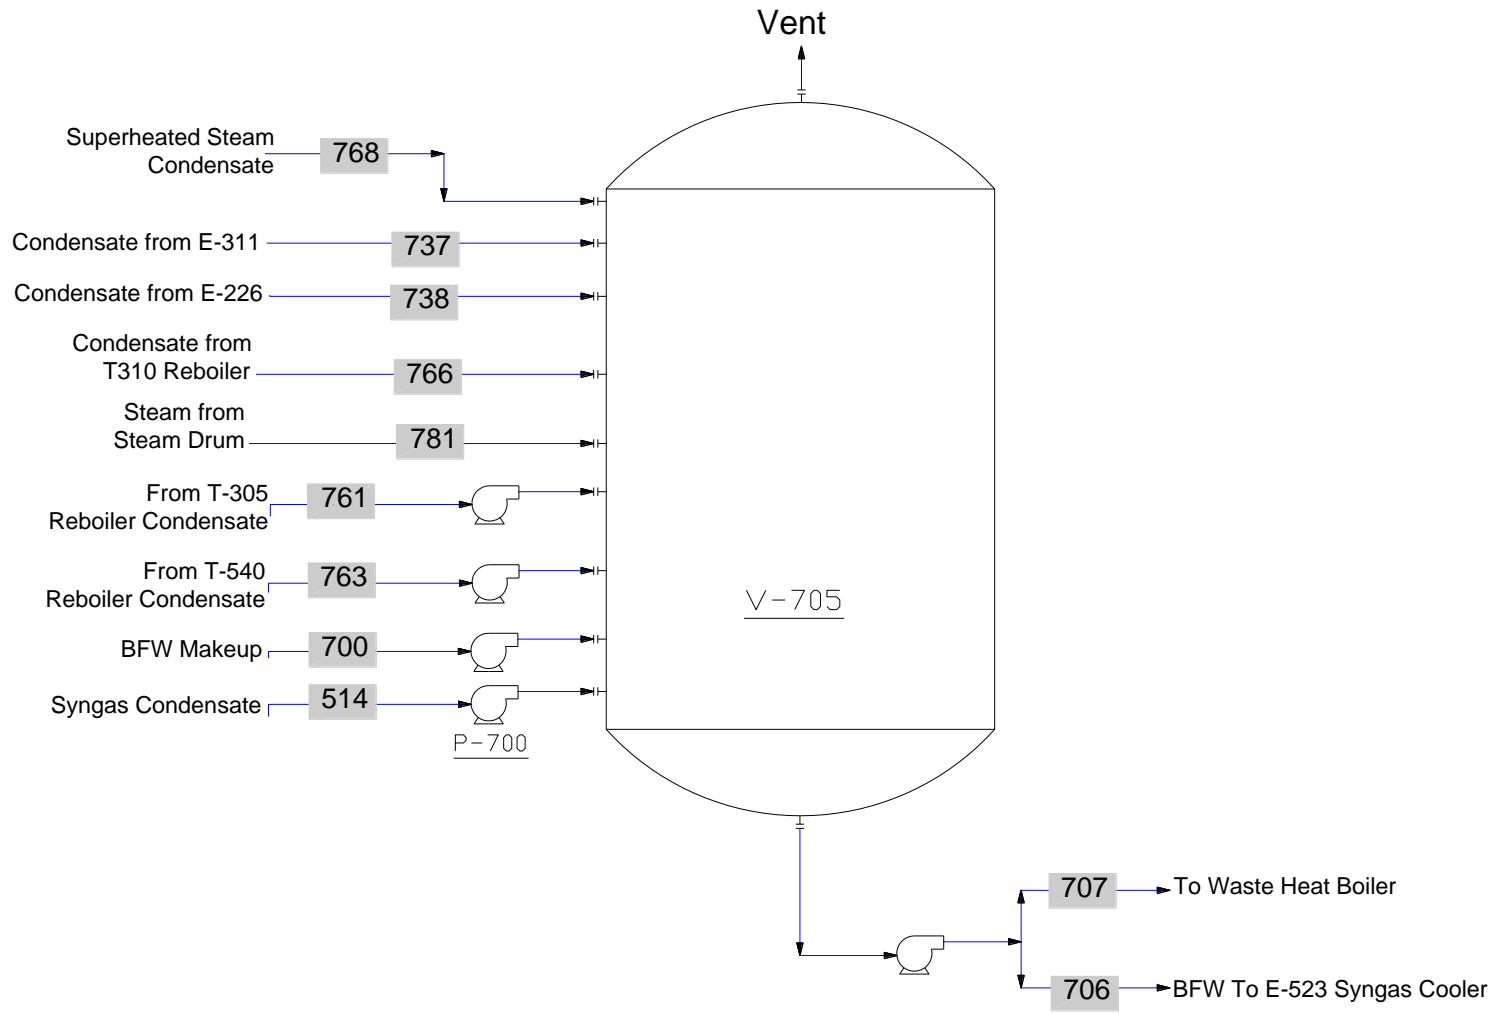 Vent
Superheated Steam
Condensate
768
Condensate from E-311
737
Condensate from E-226
738
Condensate from
T310 Reboiler
766
Steam from
Steam Drum
781
From T-305
Reboiler Condensate
761
From T-540
Reboiler Condensate
763
V-705
BFW Makeup
700
Syngas Condensate
514
P-700
707
To Waste Heat Boiler
706
BFW To E-523 Syngas Cooler